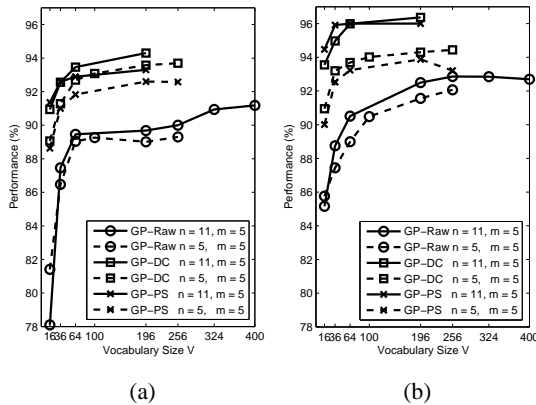 96
94
92
90
88
86
84
82
80
78
Performance (%)
GP−Raw n = 11, m = 5
GP−Raw n = 5, m = 5
GP−DC n = 11, m = 5
GP−DC n = 5, m = 5
GP−PS n = 11, m = 5
GP−PS n = 5, m = 5
16 36 64 100 196 256 324 400
Vocabulary Size V
(a)
96
94
92
90
88
86
84
82
80
78
Performance (%)
GP−Raw n = 11, m = 5
GP−Raw n = 5, m = 5
GP−DC n = 11, m = 5
GP−DC n = 5, m = 5
GP−PS n = 11, m = 5
GP−PS n = 5, m = 5
16 36 64 100 196 256 324 400
Vocabulary Size V
(b)